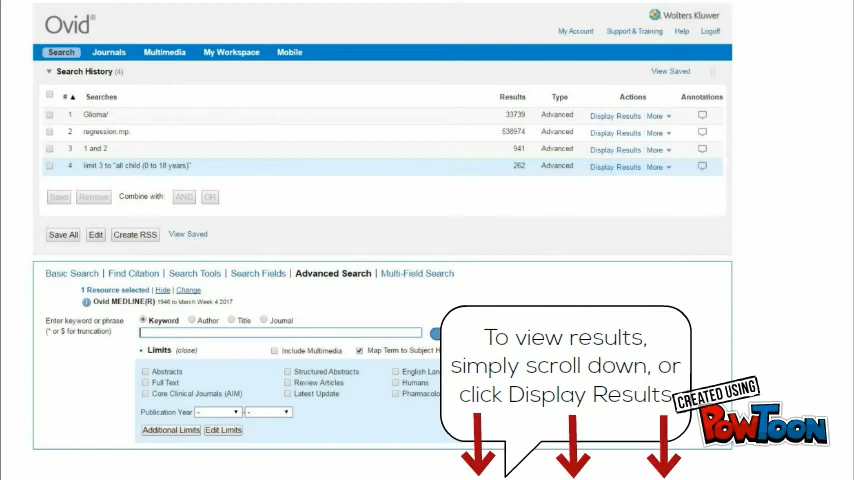 Wolters Kluwer
Ovid®
My Account Support & Training Help Logoff
Search Journals Multimedia My Workspace Mobile
Search History (4) View Saved
# ▲ Searches Results Type Actions Annotations
1 Glioma/ 33739 Advanced Display Results More
2 regression.mp. 538974 Advanced Display Results More
3 1 and 2 941 Advanced Display Results More
4 limit 3 to "all child (0 to 18 years)" 262 Advanced Display Results More
Save Remove Combine with: AND OR
Save All Edit Create RSS View Saved
Basic Search | Find Citation | Search Tools | Search Fields | Advanced Search | Multi-Field Search
1 Resource selected | Hide | Change
Ovid MEDLINE(R) 1946 to March Week 4 2017
Enter keyword or phrase
(* or $ for truncation)
Keyword Author Title Journal
Limits (close) Include Multimedia Map Term to Subject H
Abstracts Structured Abstracts English Lan
Full Text Review Articles Humans
Core Clinical Journals (AIM) Latest Update Pharmacolo
Publication Year - -
Additional Limits Edit Limits
To view results,
simply scroll down, or
click Display Results
CREATED USING
POWTOON